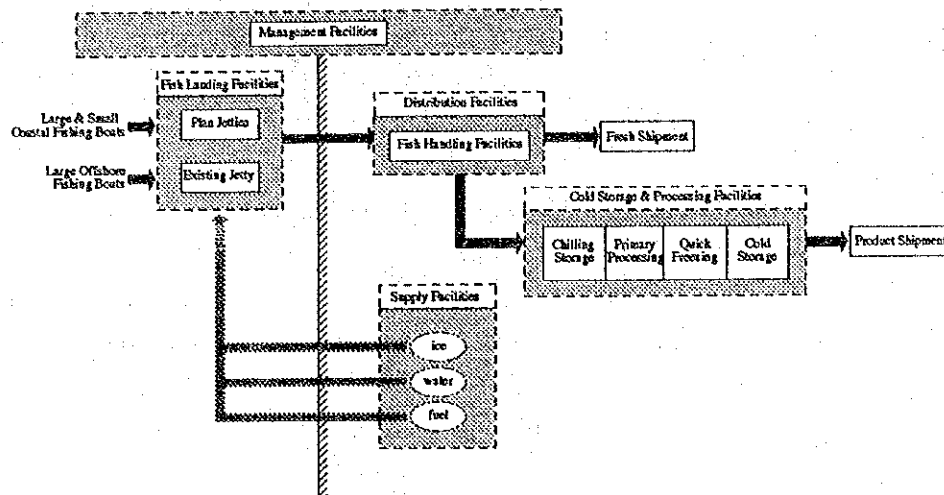 Management Facilities
Fish Landing Facilities
Large & Small
Coastal Fishing Boats
Plan Jetties
Large Offshore
Fishing Boats
Existing Jetty
Distribution Facilities
Fish Handling Facilities
Fresh Shipment
Cold Storage & Processing Facilities
Chilling
Storage
Primary
Processing
Quick
Freezing
Cold
Storage
Product Shipment
Supply Facilities
ice
water
fuel